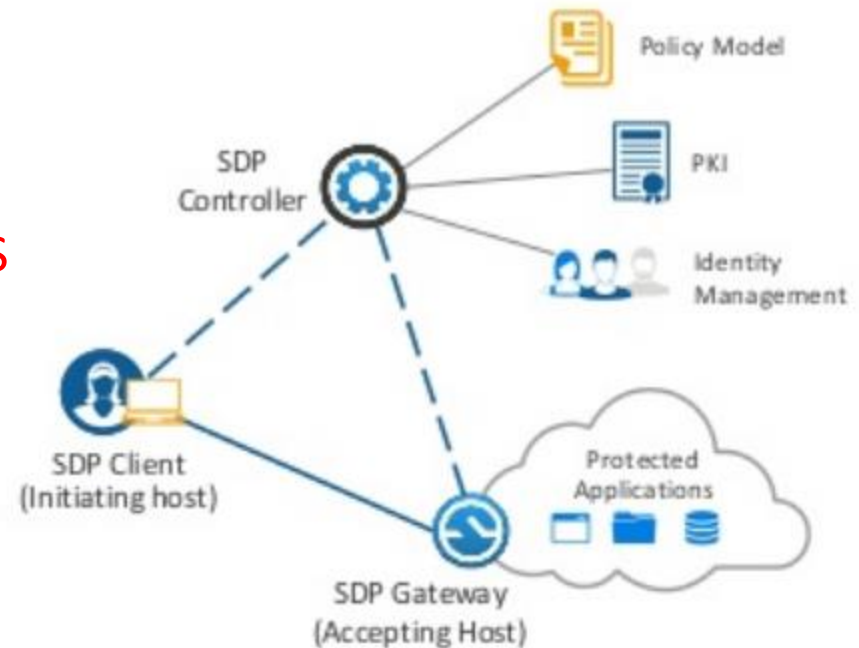 Policy Model
SDP
Controller
PKI
S
Identity
Management
SDP Client
(Initiating host)
Protected
Applications
SDP Gateway
(Accepting Host)